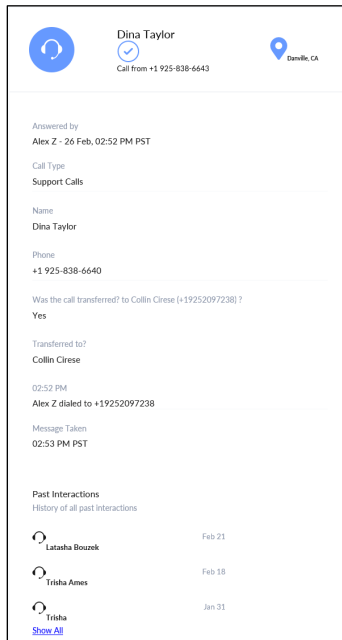 Dina Taylor
Call from +1 925-838-6643
Danville, CA
Answered by
Alex Z - 26 Feb, 02:52 PM PST
Call Type
Support Calls
Name
Dina Taylor
Phone
+1 925-838-6640
Was the call transferred? to Collin Cirese (+19252097238) ?
Yes
Transferred to?
Collin Cirese
02:52 PM
Alex Z dialed to +19252097238
Message Taken
02:53 PM PST
Past Interactions
History of all past interactions
Latasha Bouzek
Feb 21
Trisha Ames
Feb 18
Trisha
Jan 31
Show All